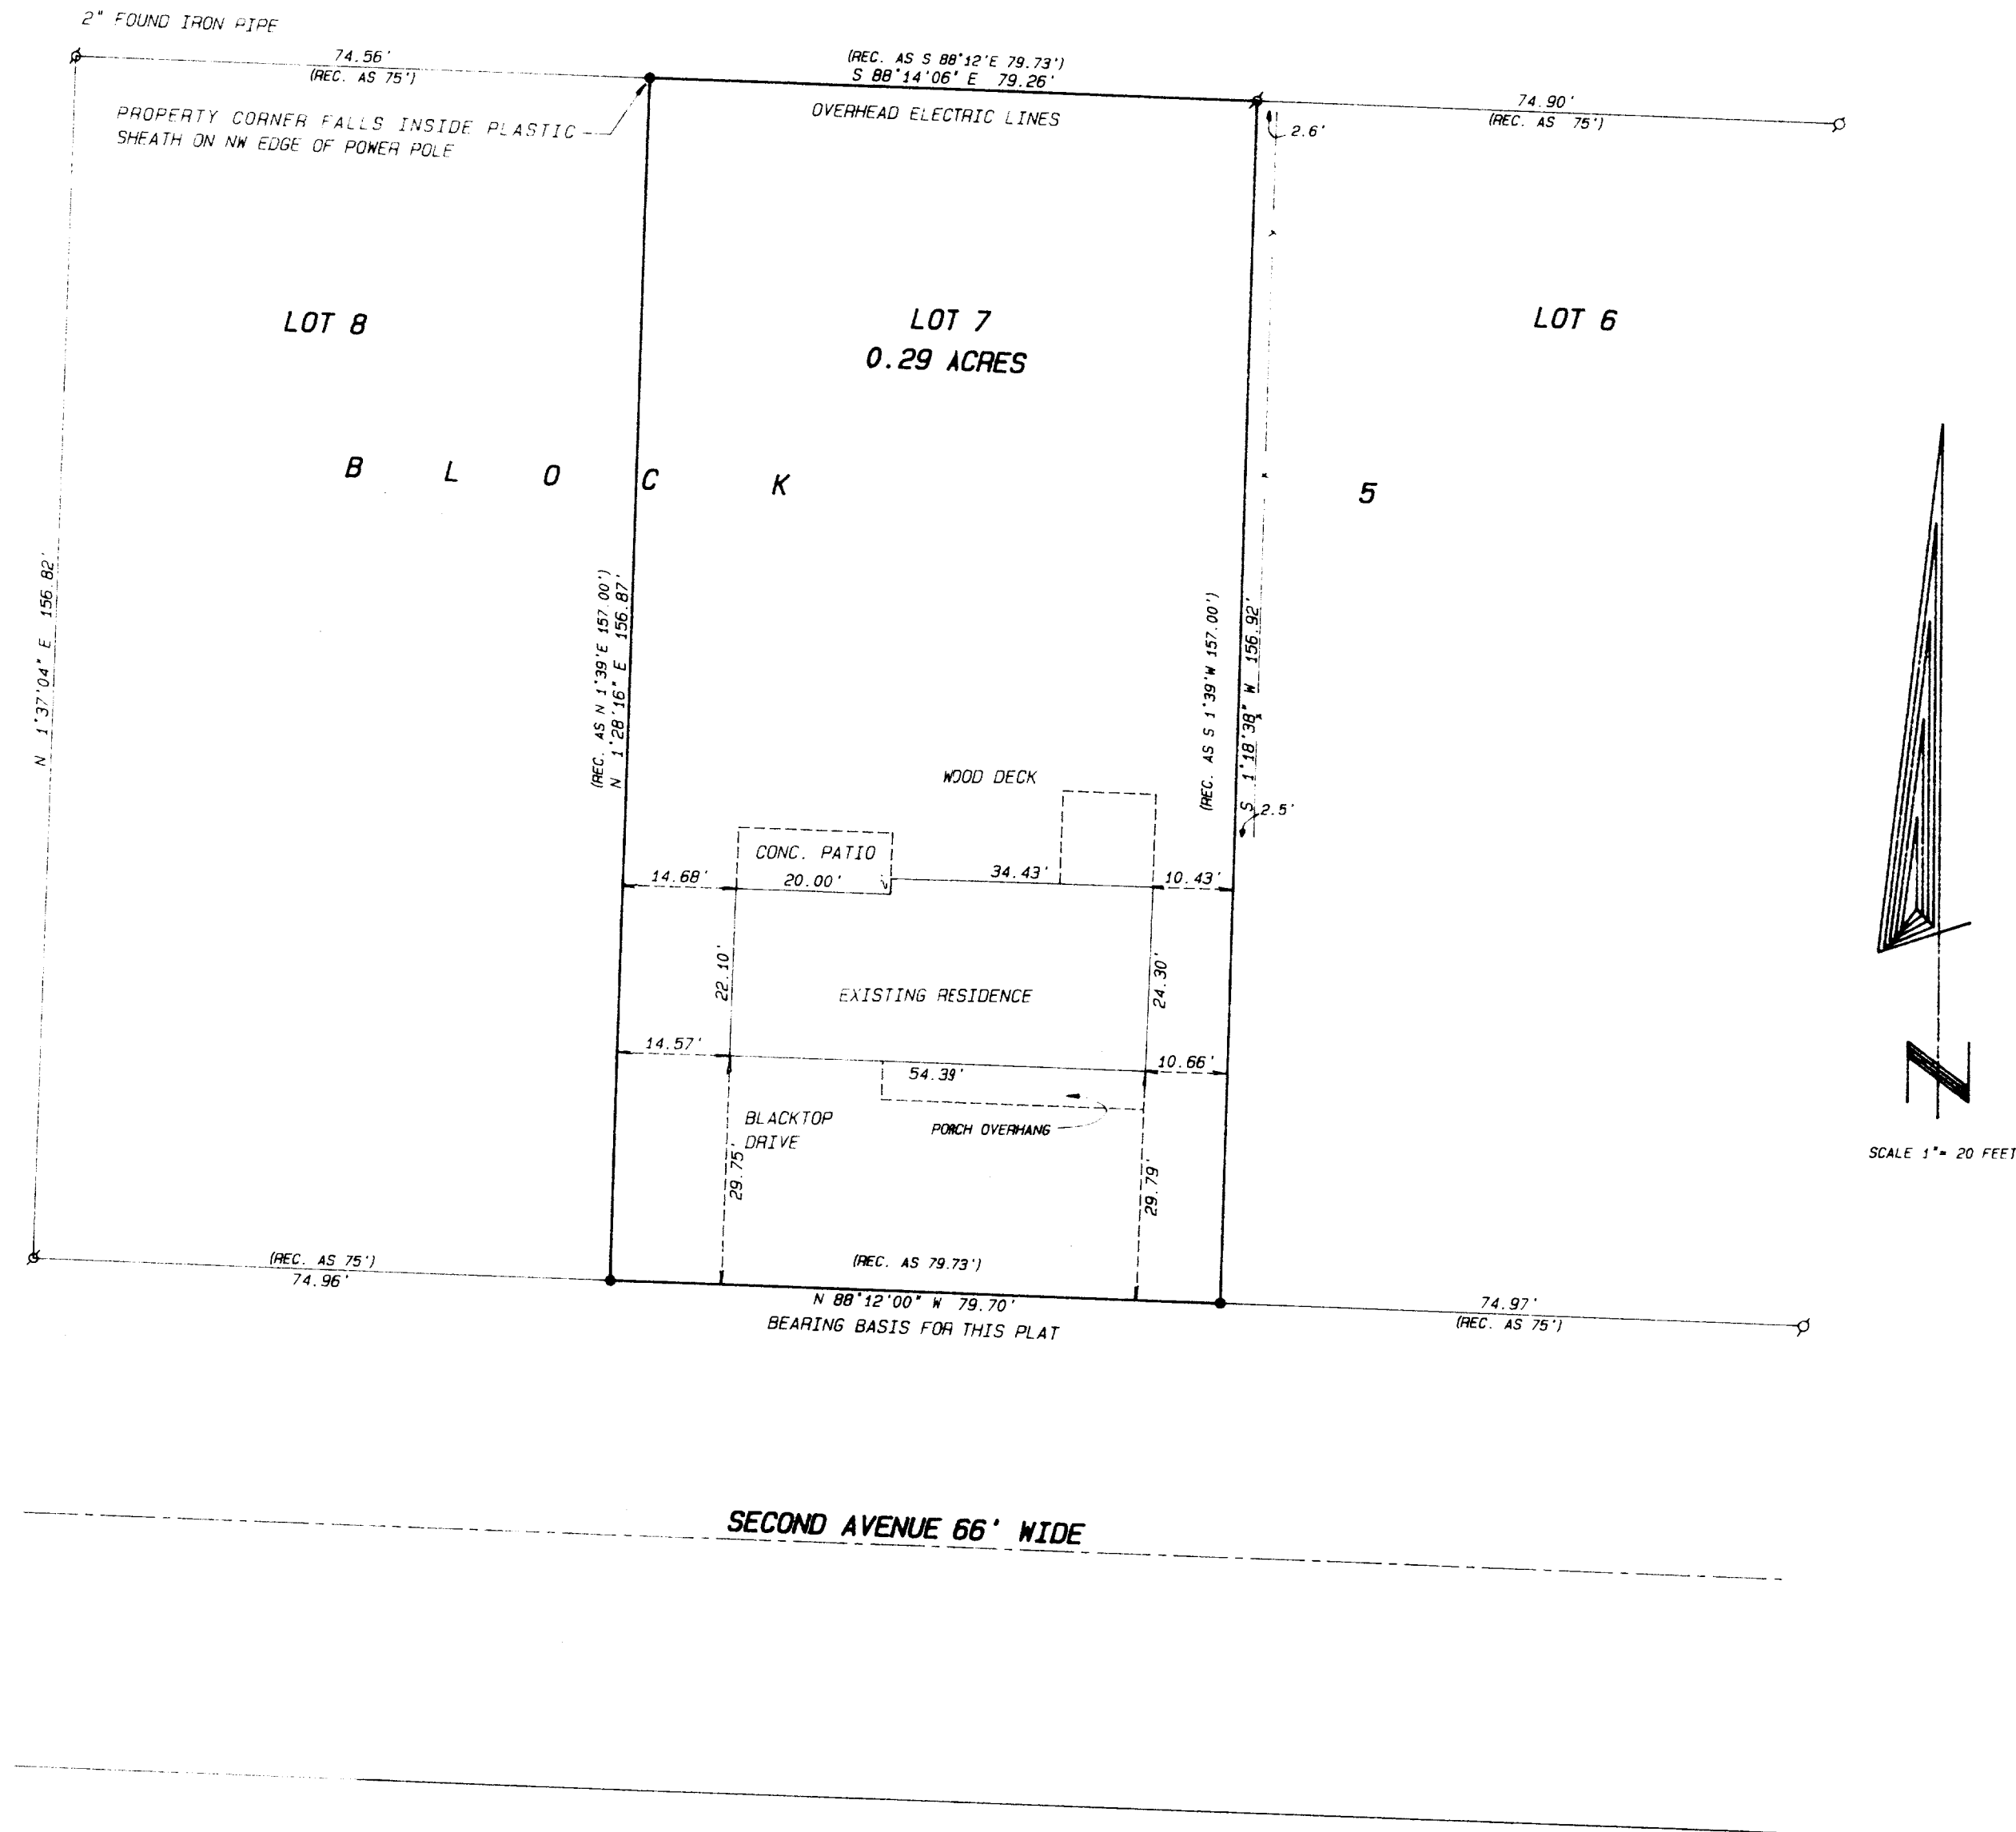 2" FOUND IRON PIPE
74.56'
(REC. AS 75')
(REC. AS S 88°12'E 79.73')
S 88°14'06" E 79.26'
OVERHEAD ELECTRIC LINES
74.90'
(REC. AS 75')
2.6'
PROPERTY CORNER FALLS INSIDE PLASTIC
SHEATH ON NW EDGE OF POWER POLE
LOT 8
LOT 7
0.29 ACRES
LOT 6
B L O C K 5
N 1°37'04" E 156.82'
(REC. AS N 1°39'E 157.00')
N 1°28'16" E 156.87'
(REC. AS S 1°39'W 157.00')
S 1°18'38" W 156.92'
2.5'
WOOD DECK
CONC. PATIO
14.68'
20.00'
34.43'
10.43'
22.10'
EXISTING RESIDENCE
24.30'
14.57'
54.39'
10.66'
BLACKTOP
DRIVE
PORCH OVERHANG
29.75'
29.79'
(REC. AS 75')
74.96'
(REC. AS 79.73')
N 88°12'00" W 79.70'
BEARING BASIS FOR THIS PLAT
74.97'
(REC. AS 75')
N
SCALE 1"= 20 FEET
SECOND AVENUE 66' WIDE